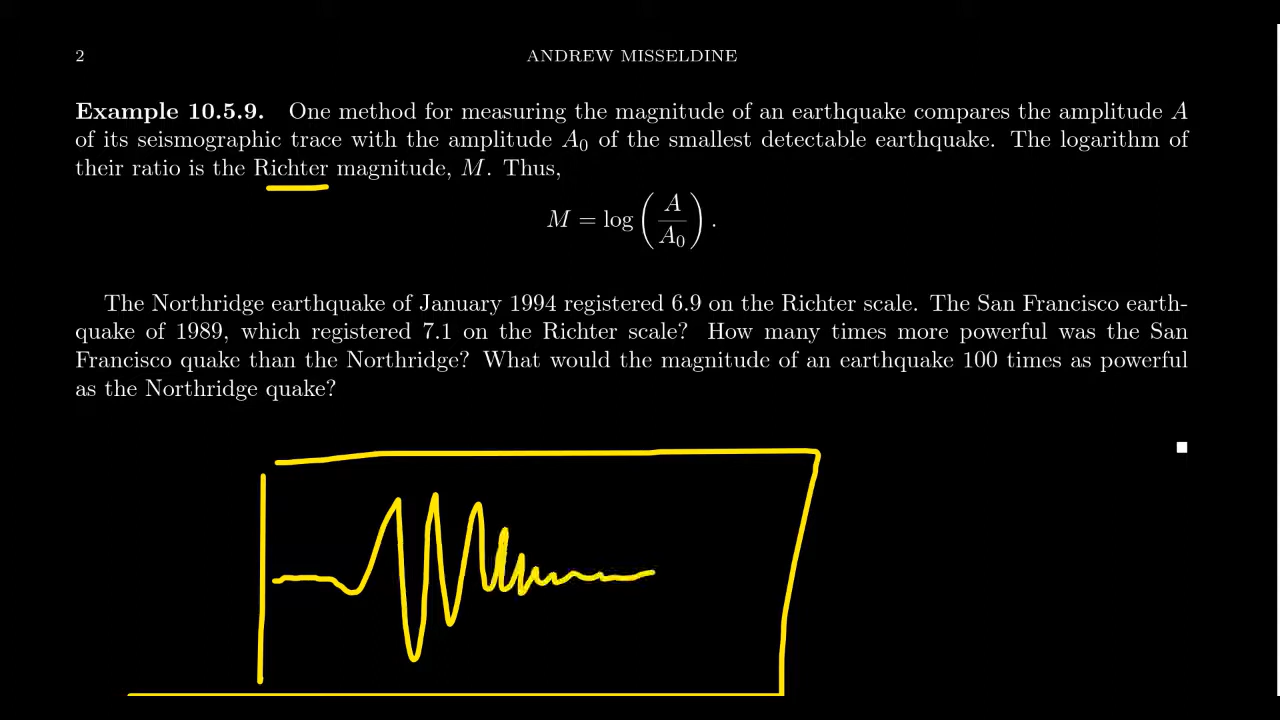 2
ANDREW MISSELDINE
Example 10.5.9. One method for measuring the magnitude of an earthquake compares the amplitude A
of its seismographic trace with the amplitude A₀ of the smallest detectable earthquake. The logarithm of
their ratio is the Richter magnitude, M. Thus,
M = log (A/A₀).
The Northridge earthquake of January 1994 registered 6.9 on the Richter scale. The San Francisco earth-
quake of 1989, which registered 7.1 on the Richter scale? How many times more powerful was the San
Francisco quake than the Northridge? What would the magnitude of an earthquake 100 times as powerful
as the Northridge quake?